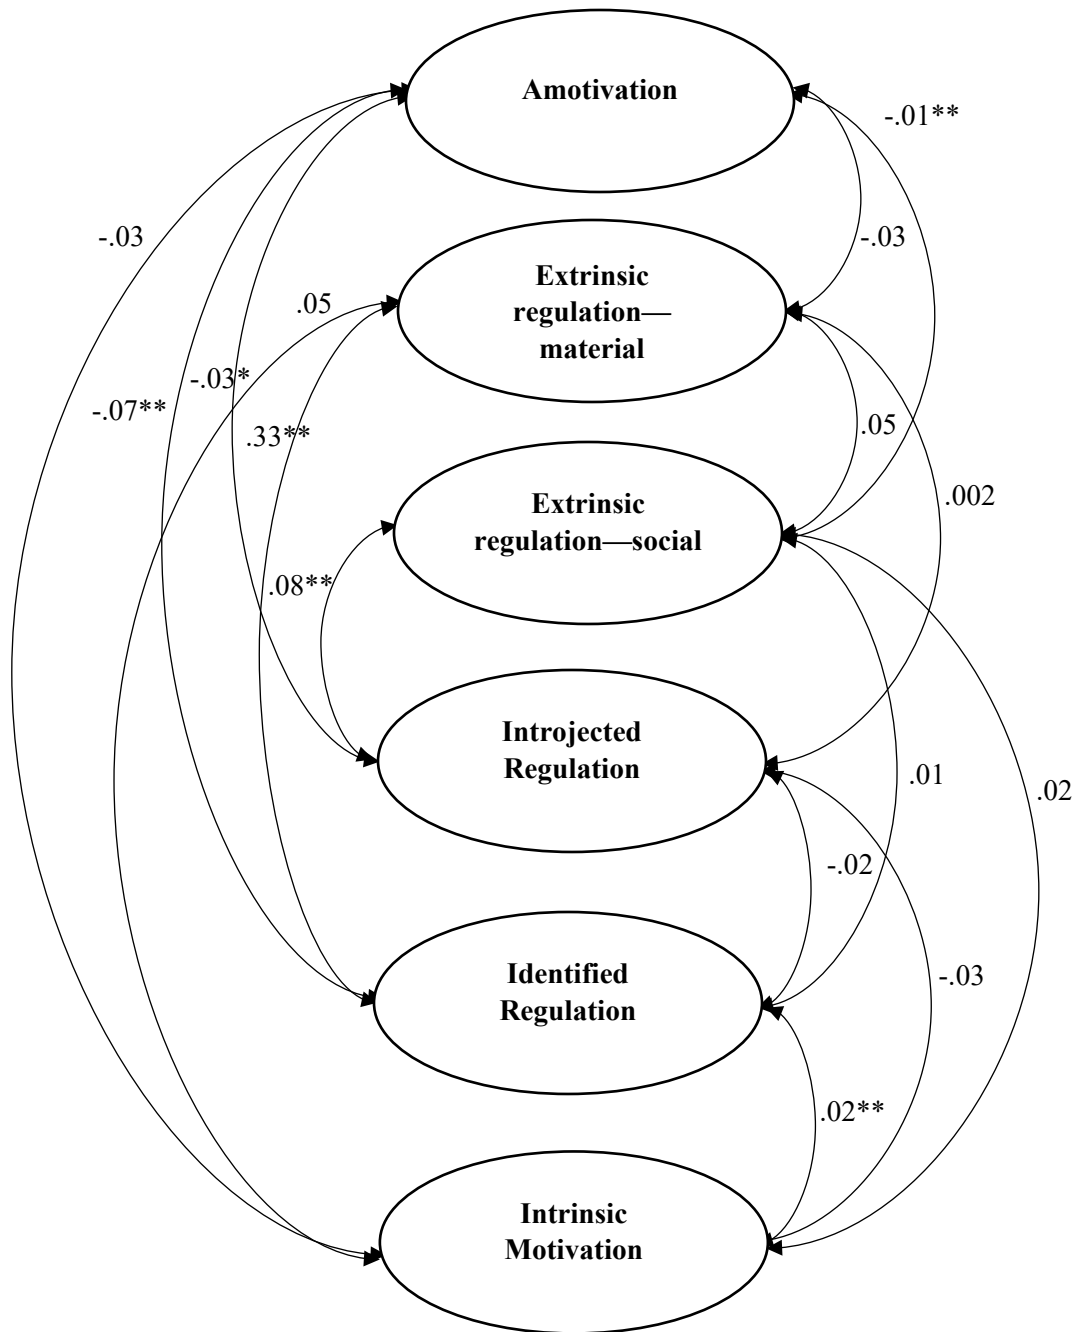 Amotivation
-.01**
-.03
-.03
Extrinsic
regulation—
material
.05
-.03*
-.07**
.33**
.05
.002
Extrinsic
regulation—social
.08**
Introjected
Regulation
.01
.02
-.02
Identified
Regulation
-.03
.02**
Intrinsic
Motivation